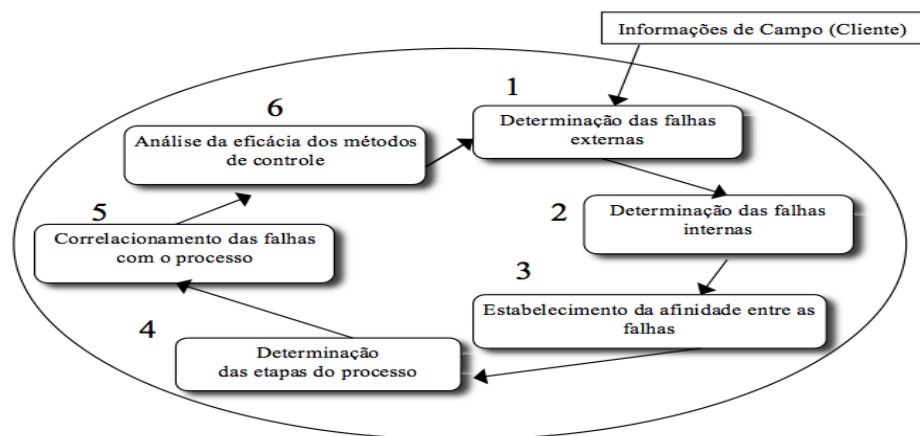 Informações de Campo (Cliente)
1
Determinação das falhas
externas
2
Determinação das falhas
internas
3
Estabelecimento da afinidade entre as
falhas
4
Determinação
das etapas do processo
5
Correlacionamento das falhas
com o processo
6
Análise da eficácia dos métodos
de controle